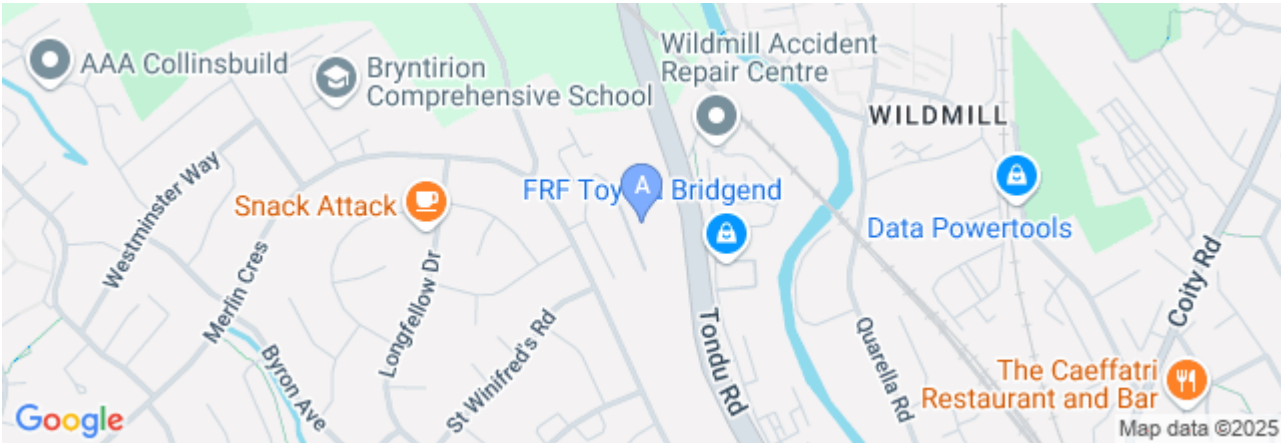 AAA Collinsbuild
Bryntirion
Comprehensive School
Wildmill Accident
Repair Centre
WILDMILL
Westminster Way
Snack Attack
FRF Toy
A
Bridgend
Data Powertools
Merlin Cres
Longfellow Dr
St Winifred's Rd
Byron Ave
Tondu Rd
Quarella Rd
Coity Rd
The Caeffatri
Restaurant and Bar
Google
Map data ©2025